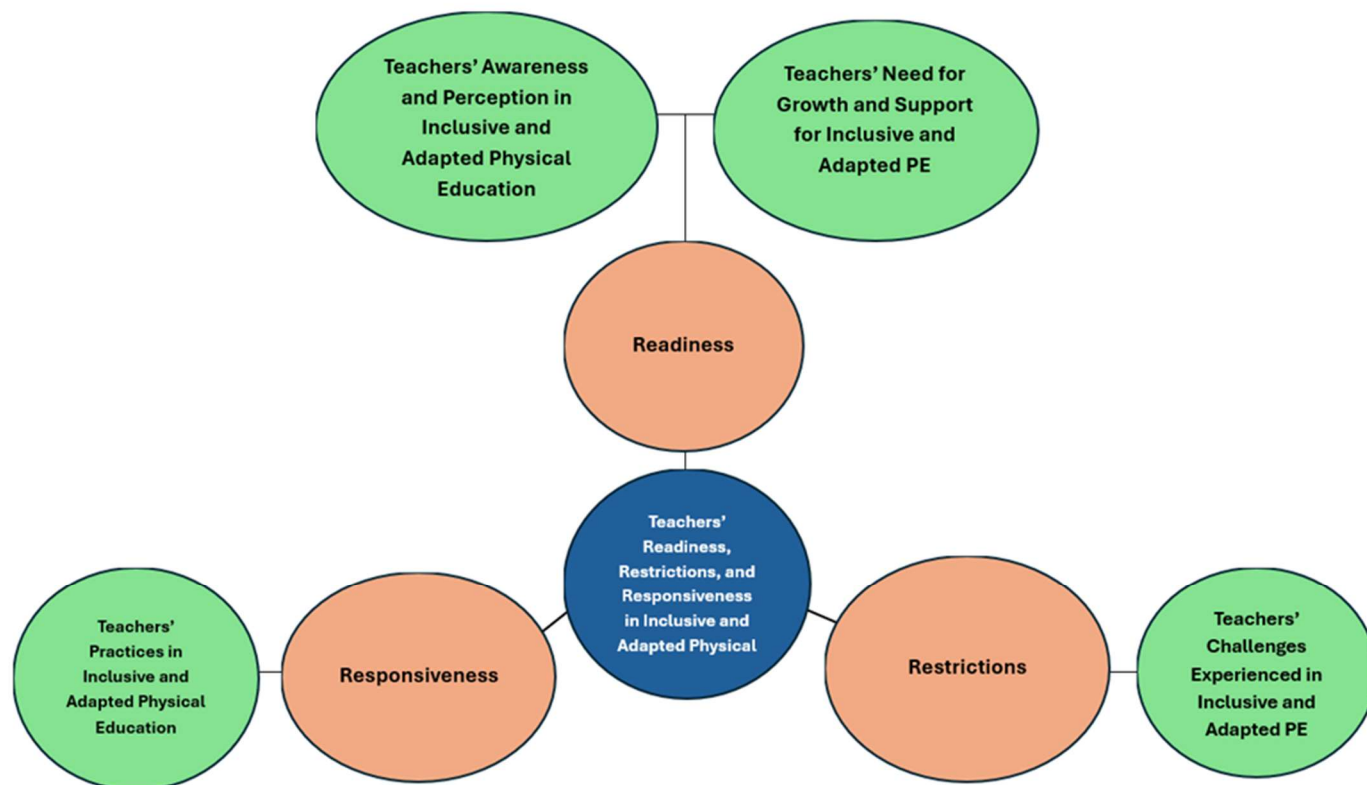 Teachers’ Awareness
and Perception in
Inclusive and
Adapted Physical
Education
Teachers’ Need for
Growth and Support
for Inclusive and
Adapted PE
Readiness
Teachers’
Readiness,
Restrictions, and
Responsiveness
in Inclusive and
Adapted Physical
Teachers’
Practices in
Inclusive and
Adapted Physical
Education
Responsiveness
Restrictions
Teachers’
Challenges
Experienced in
Inclusive and
Adapted PE